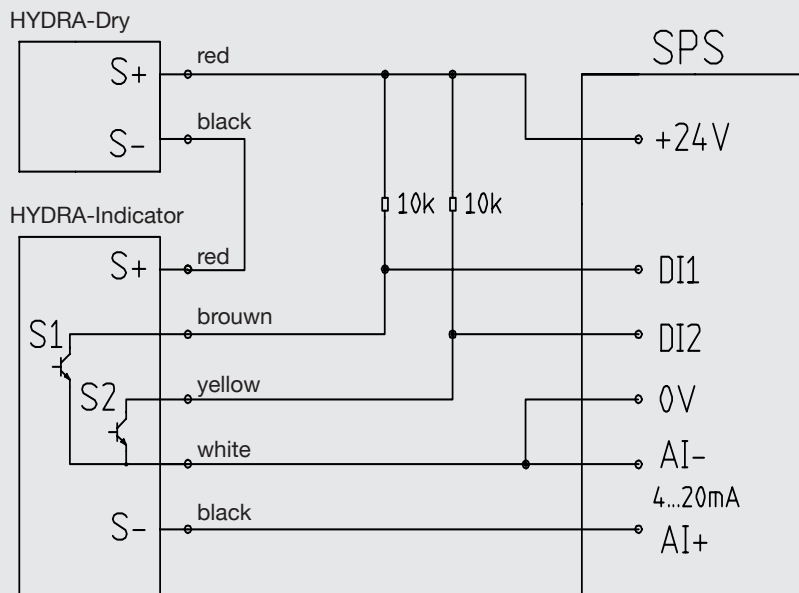 HYDRA-Dry
SPS
S+ red
+24V
S- black
10k 10k
HYDRA-Indicator
S+ red
DI1
S1 brouwn
DI2
S2 yellow
0V
white
AI-
4...20mA
S- black
AI+